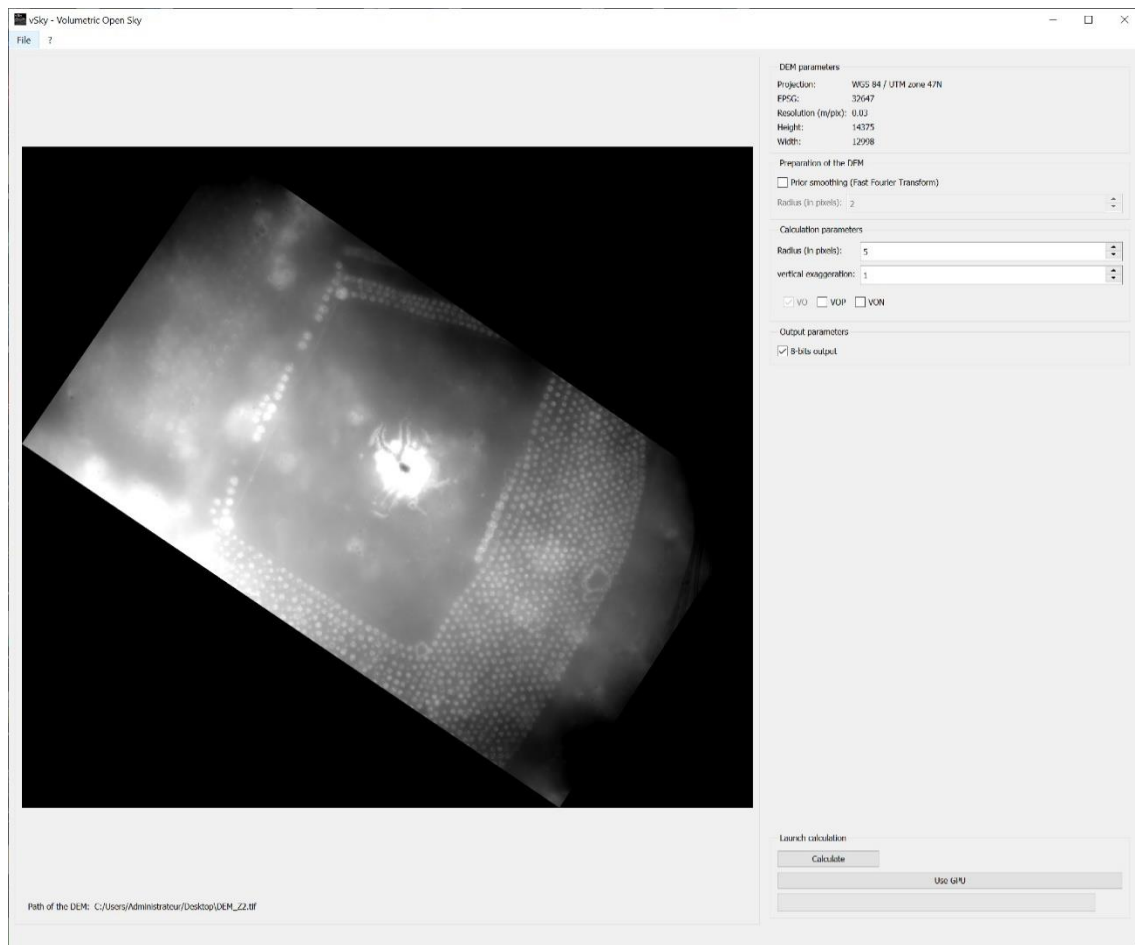 vSky - Volumetric Open Sky
File ?
DEM parameters
Projection: WGS 84 / UTM zone 47N
EPSG: 32647
Resolution (m/pix): 0.03
Height: 14375
Width: 12998
Preparation of the DEM
Prior smoothing (Fast Fourier Transform)
Radius (in pixels): 2
Calculation parameters
Radius (in pixels): 5
vertical exaggeration: 1
VO VOP VON
Output parameters
8-bits output
Launch calculation
Calculate
Use GPU
Path of the DEM: C:/Users/Administrateur/Desktop\DEM_Z2.tif